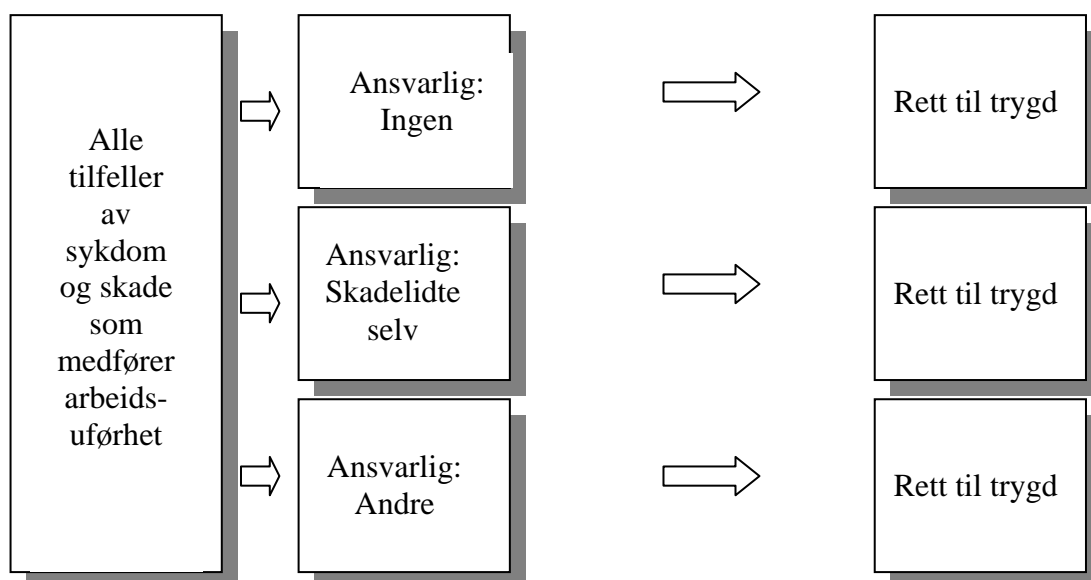 Alle
tilfeller
av
sykdom
og skade
som
medfører
arbeids-
uførhet
Ansvarlig:
Ingen
Rett til trygd
Ansvarlig:
Skadelidte
selv
Rett til trygd
Ansvarlig:
Andre
Rett til trygd